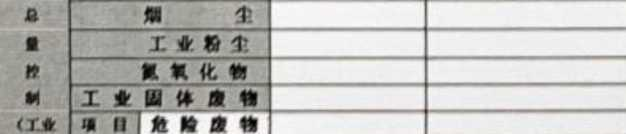 总 烟 尘
量 工业粉尘
控 氮氧化物
制 工业固体废物
(工业 项目 危险废物